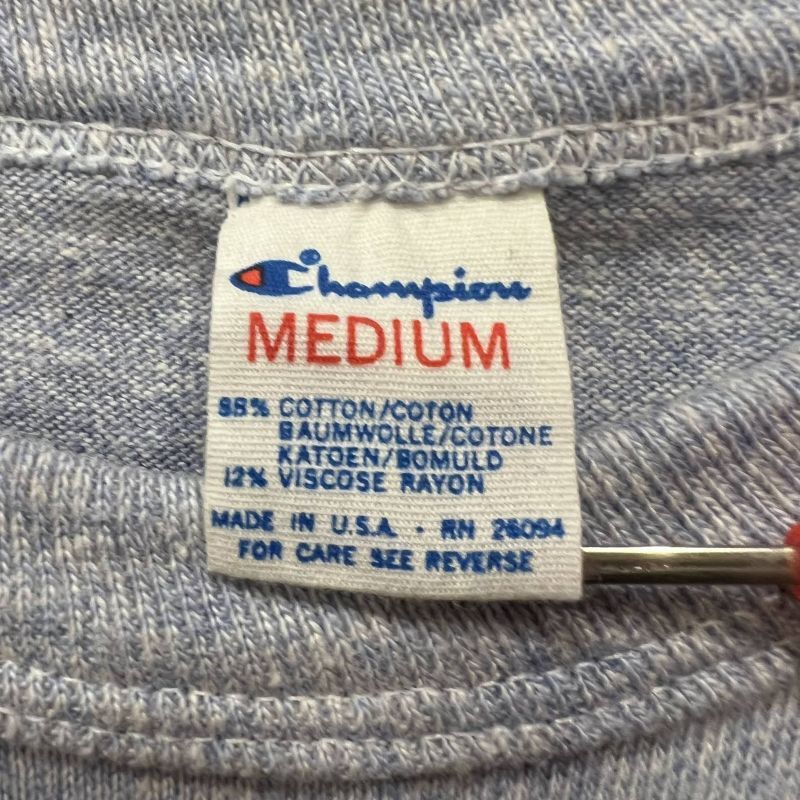 Champion®
MEDIUM
88% COTTON/COTON
BAUMWOLLE/COTONE
KATOEN/BOMULD
12% VISCOSE RAYON
MADE IN U.S.A. · RN 26094
FOR CARE SEE REVERSE